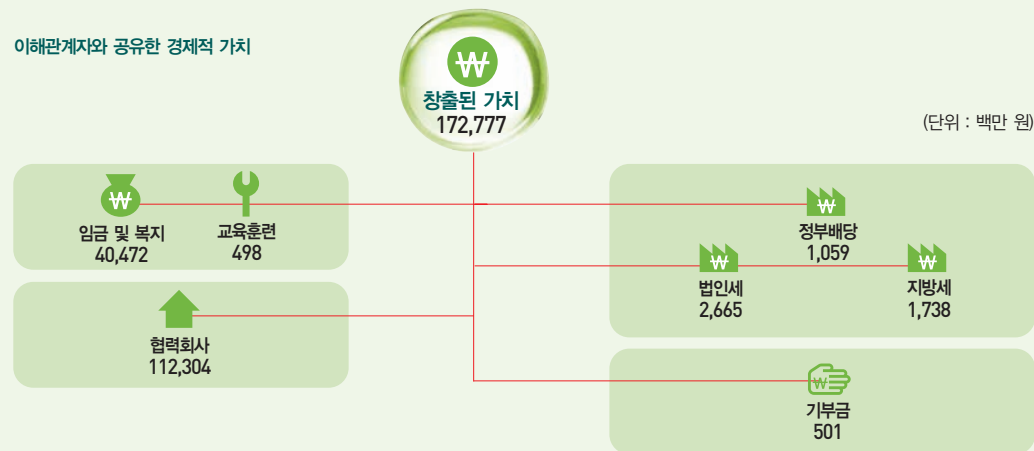 이해관계자와 공유한 경제적 가치
₩
창출된 가치
172,777
(단위 : 백만 원)
₩
임금 및 복지
40,472
교육훈련
498
협력회사
112,304
₩
정부배당
1,059
₩
법인세
2,665
₩
지방세
1,738
₩
기부금
501